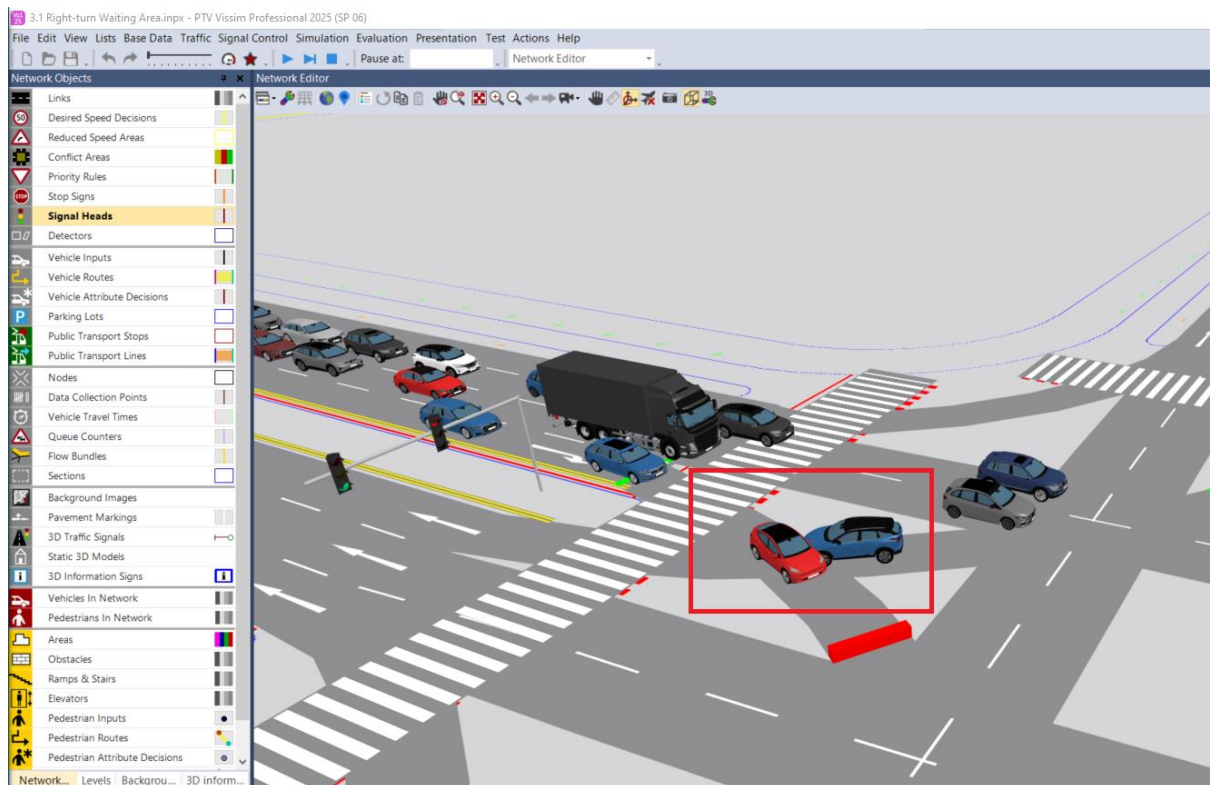 3.1 Right-turn Waiting Area.inpx - PTV Vissim Professional 2025 (SP 06)
File Edit View Lists Base Data Traffic Signal Control Simulation Evaluation Presentation Test Actions Help
Pause at: Network Editor
Network Objects
Network Editor
Links
50 Desired Speed Decisions
Reduced Speed Areas
Conflict Areas
Priority Rules
STOP Stop Signs
Signal Heads
Detectors
Vehicle Inputs
Vehicle Routes
Vehicle Attribute Decisions
P Parking Lots
Public Transport Stops
Public Transport Lines
Nodes
Data Collection Points
Vehicle Travel Times
Queue Counters
Flow Bundles
Sections
Background Images
Pavement Markings
3D Traffic Signals
Static 3D Models
3D Information Signs
Vehicles In Network
Pedestrians In Network
Areas
Obstacles
Ramps & Stairs
Elevators
Pedestrian Inputs
Pedestrian Routes
Pedestrian Attribute Decisions
Network... Levels Backgrou... 3D inform...